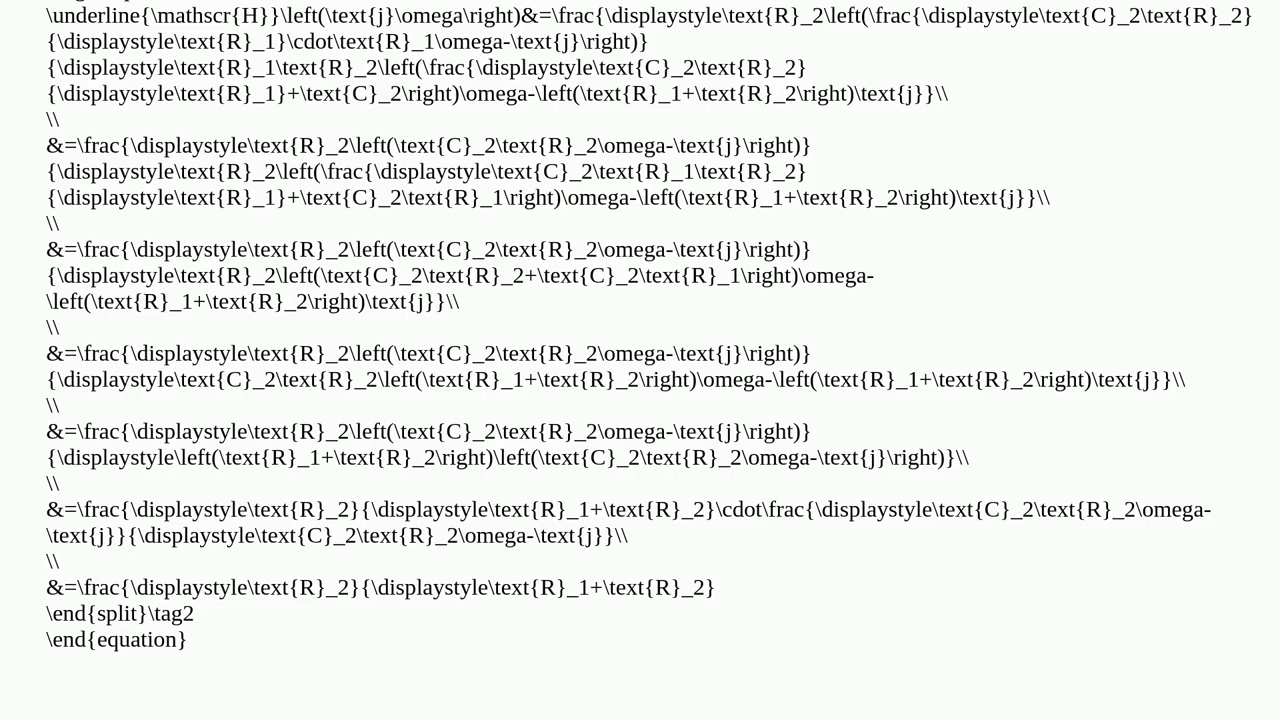 \underline{\mathscr{H}}\left(\text{j}\omega\right)&=\frac{\displaystyle\text{R}_2\left(\frac{\displaystyle\text{C}_2\text{R}_2}
{\displaystyle\text{R}_1}\cdot\text{R}_1\omega-\text{j}\right)}
{\displaystyle\text{R}_1\text{R}_2\left(\frac{\displaystyle\text{C}_2\text{R}_2}
{\displaystyle\text{R}_1}+\text{C}_2\right)\omega-\left(\text{R}_1+\text{R}_2\right)\text{j}}\\
\\
&=\frac{\displaystyle\text{R}_2\left(\text{C}_2\text{R}_2\omega-\text{j}\right)}
{\displaystyle\text{R}_2\left(\frac{\displaystyle\text{C}_2\text{R}_1\text{R}_2}
{\displaystyle\text{R}_1}+\text{C}_2\text{R}_1\right)\omega-\left(\text{R}_1+\text{R}_2\right)\text{j}}\\
\\
&=\frac{\displaystyle\text{R}_2\left(\text{C}_2\text{R}_2\omega-\text{j}\right)}
{\displaystyle\text{R}_2\left(\text{C}_2\text{R}_2+\text{C}_2\text{R}_1\right)\omega-
\left(\text{R}_1+\text{R}_2\right)\text{j}}\\
\\
&=\frac{\displaystyle\text{R}_2\left(\text{C}_2\text{R}_2\omega-\text{j}\right)}
{\displaystyle\text{C}_2\text{R}_2\left(\text{R}_1+\text{R}_2\right)\omega-\left(\text{R}_1+\text{R}_2\right)\text{j}}\\
\\
&=\frac{\displaystyle\text{R}_2\left(\text{C}_2\text{R}_2\omega-\text{j}\right)}
{\displaystyle\left(\text{R}_1+\text{R}_2\right)\left(\text{C}_2\text{R}_2\omega-\text{j}\right)}\\
\\
&=\frac{\displaystyle\text{R}_2}{\displaystyle\text{R}_1+\text{R}_2}\cdot\frac{\displaystyle\text{C}_2\text{R}_2\omega-
\text{j}}{\displaystyle\text{C}_2\text{R}_2\omega-\text{j}}\\
\\
&=\frac{\displaystyle\text{R}_2}{\displaystyle\text{R}_1+\text{R}_2}
\end{split}\tag2
\end{equation}